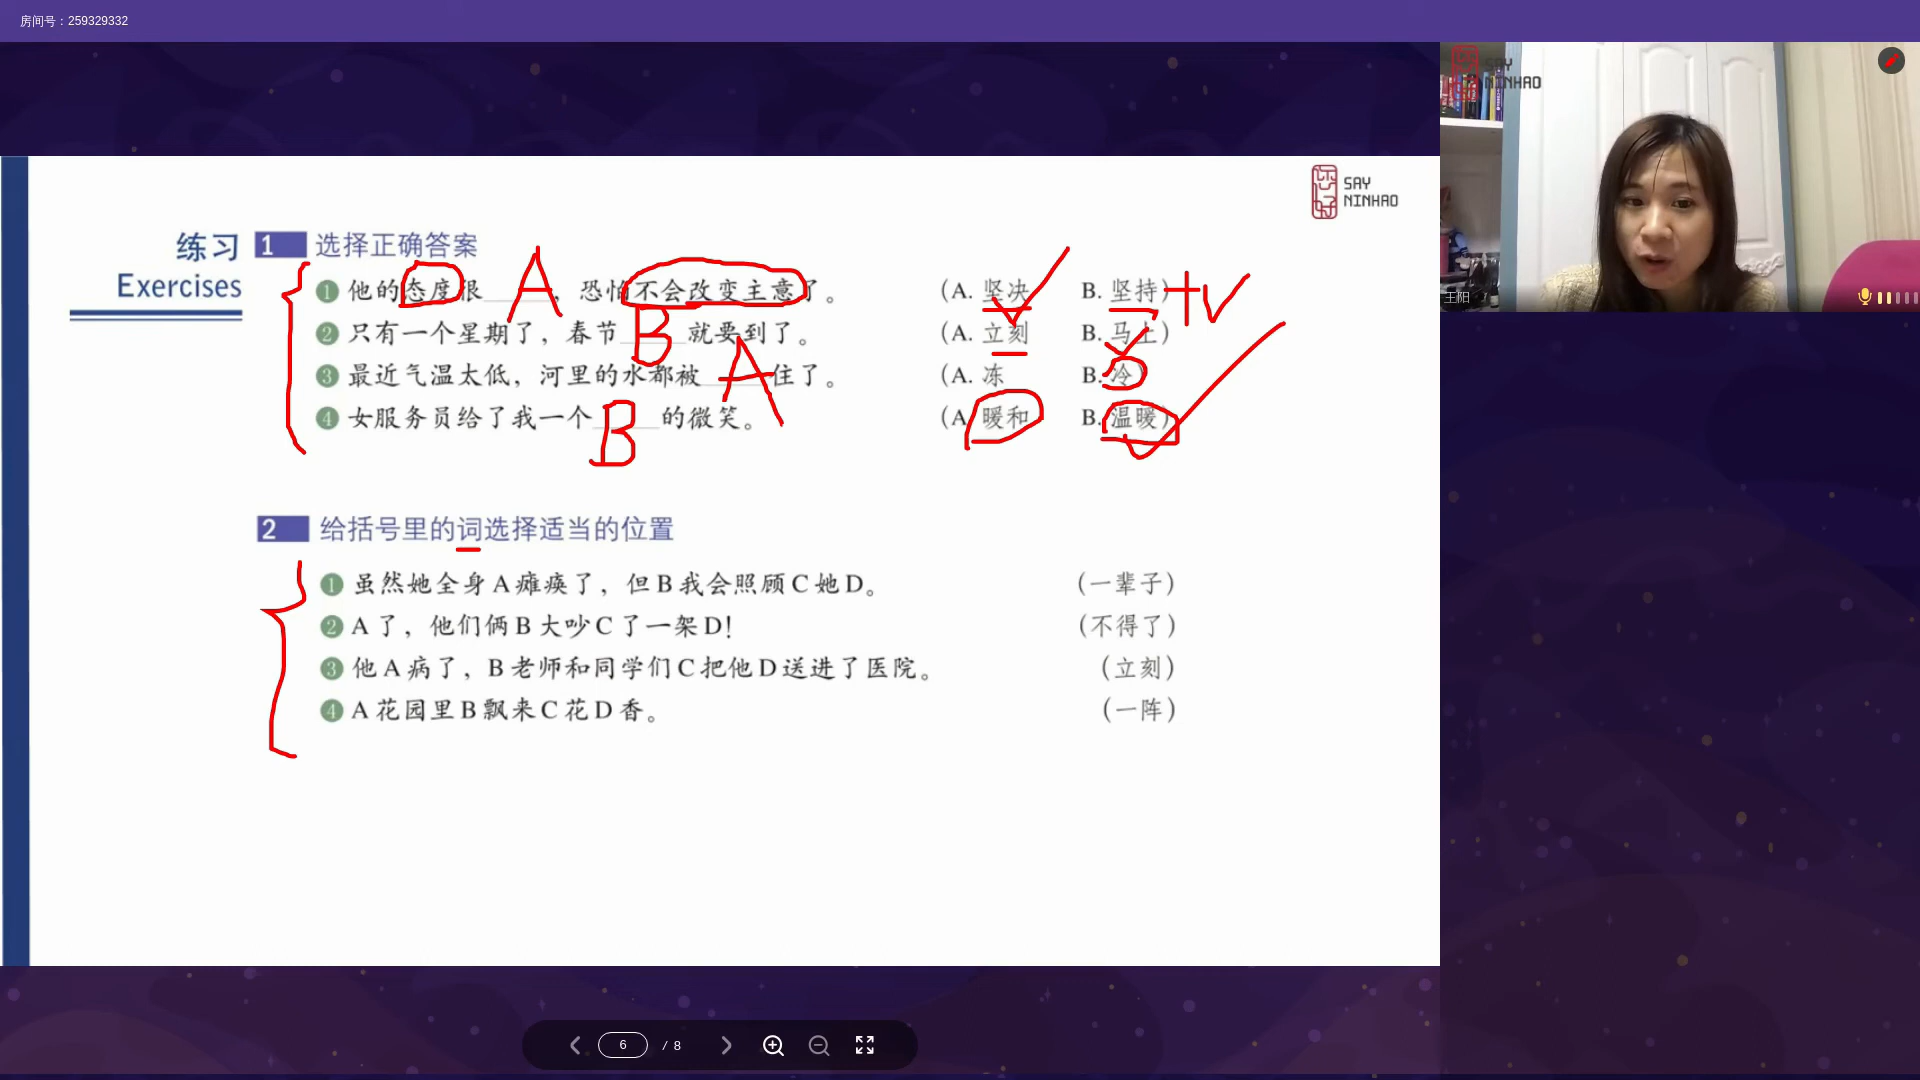 房间号：259329332
SAY
NINHAO
王阳
SAY
NINHAO
练习
Exercises
1 选择正确答案
1 他的态度很 A ，恐怕不会改变主意了。 (A. 坚决 B. 坚持) +V
2 只有一个星期了，春节 B 就要到了。 (A. 立刻 B. 马上)
3 最近气温太低，河里的水都被 A 住了。 (A. 冻 B. 冷)
4 女服务员给了我一个 B 的微笑。 (A. 暖和 B. 温暖)
2 给括号里的词选择适当的位置
1 虽然她全身A瘫痪了，但B我会照顾C她D。 (一辈子)
2 A了，他们俩B大吵C了一架D! (不得了)
3 他A病了，B老师和同学们C把他D送进了医院。 (立刻)
4 A花园里B飘来C花D香。 (一阵)
6 / 8